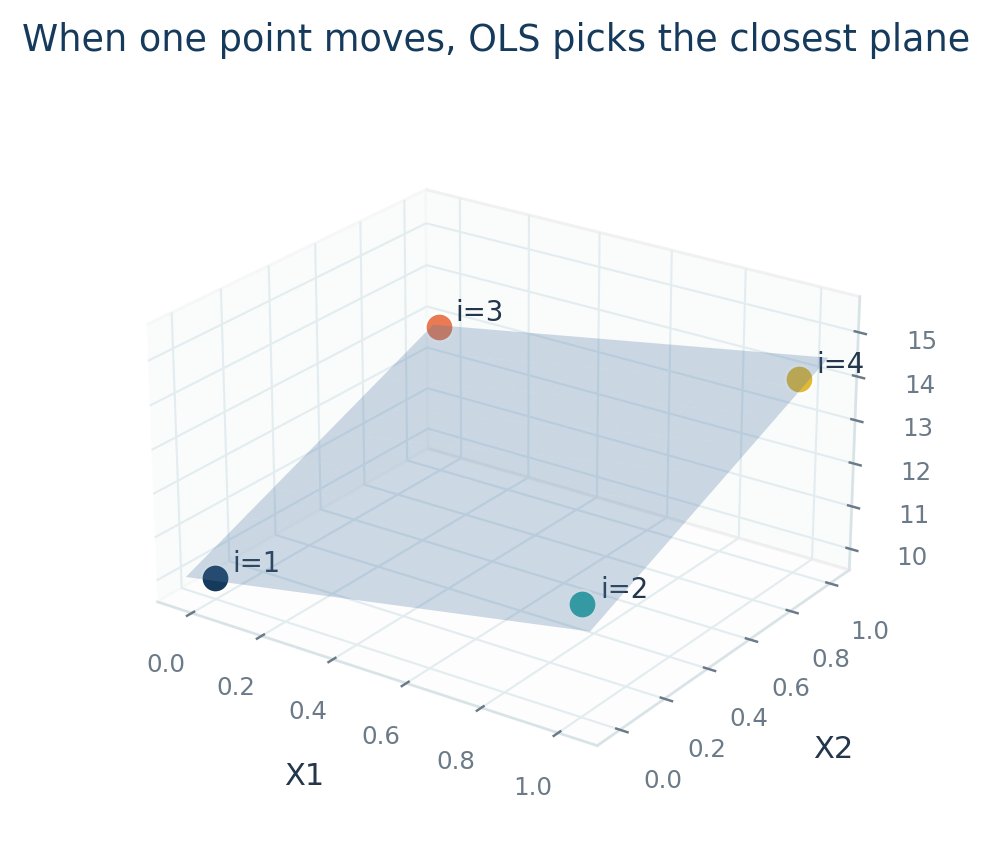 When one point moves, OLS picks the closest plane
i=3
i=4
i=1
i=2
15
14
13
12
11
10
0.0
0.2
0.4
0.6
0.8
1.0
X1
0.0
0.2
0.4
0.6
0.8
1.0
X2